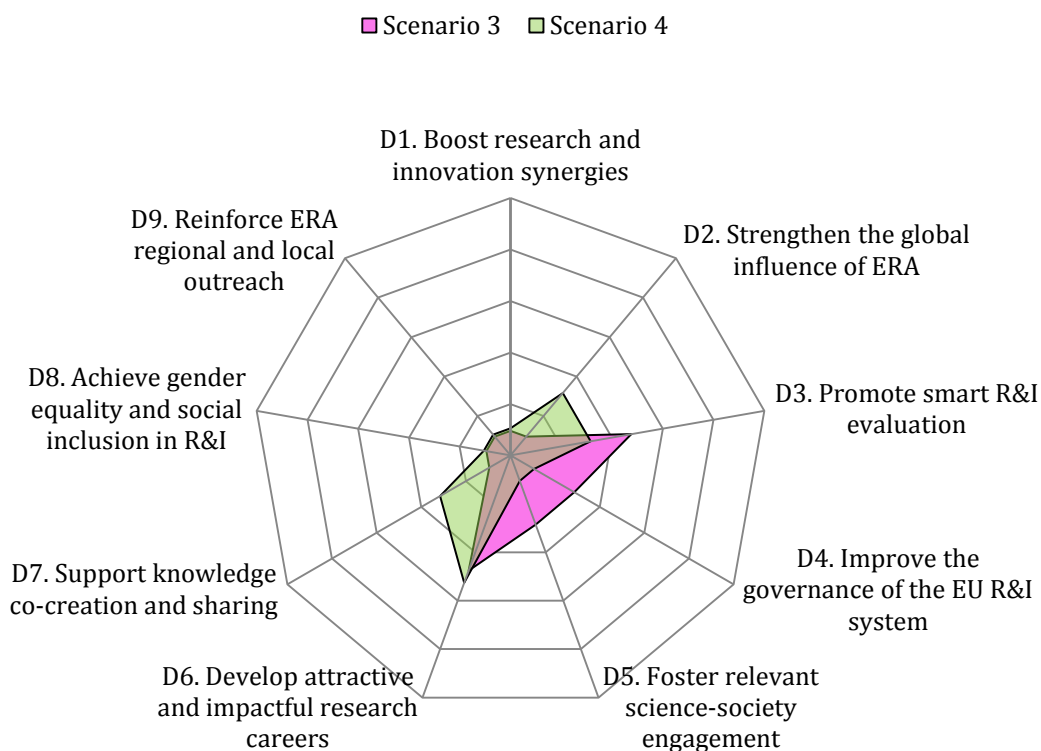 Scenario 3 Scenario 4
D1. Boost research and
innovation synergies
D2. Strengthen the global
influence of ERA
D3. Promote smart R&I
evaluation
D4. Improve the
governance of the EU R&I
system
D5. Foster relevant
science-society
engagement
D6. Develop attractive
and impactful research
careers
D7. Support knowledge
co-creation and sharing
D8. Achieve gender
equality and social
inclusion in R&I
D9. Reinforce ERA
regional and local
outreach